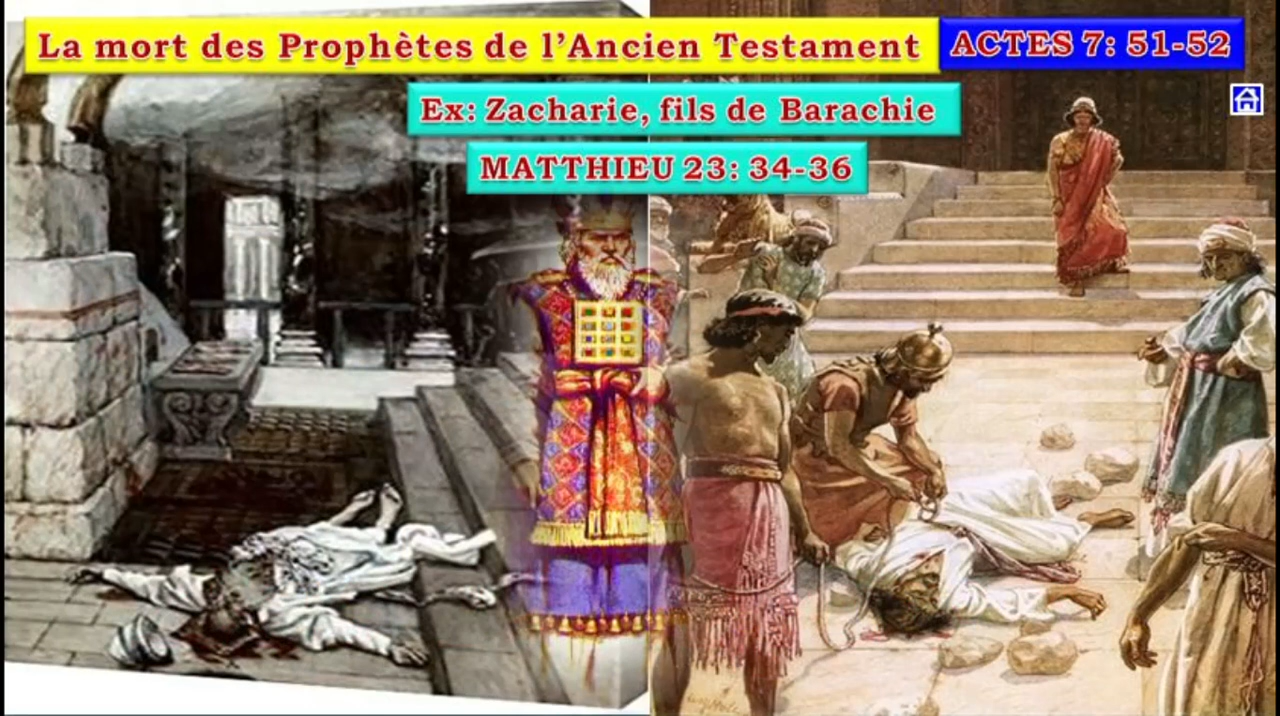 La mort des Prophètes de l'Ancien Testament
ACTES 7: 51-52
Ex: Zacharie, fils de Barachie
MATTHIEU 23: 34-36